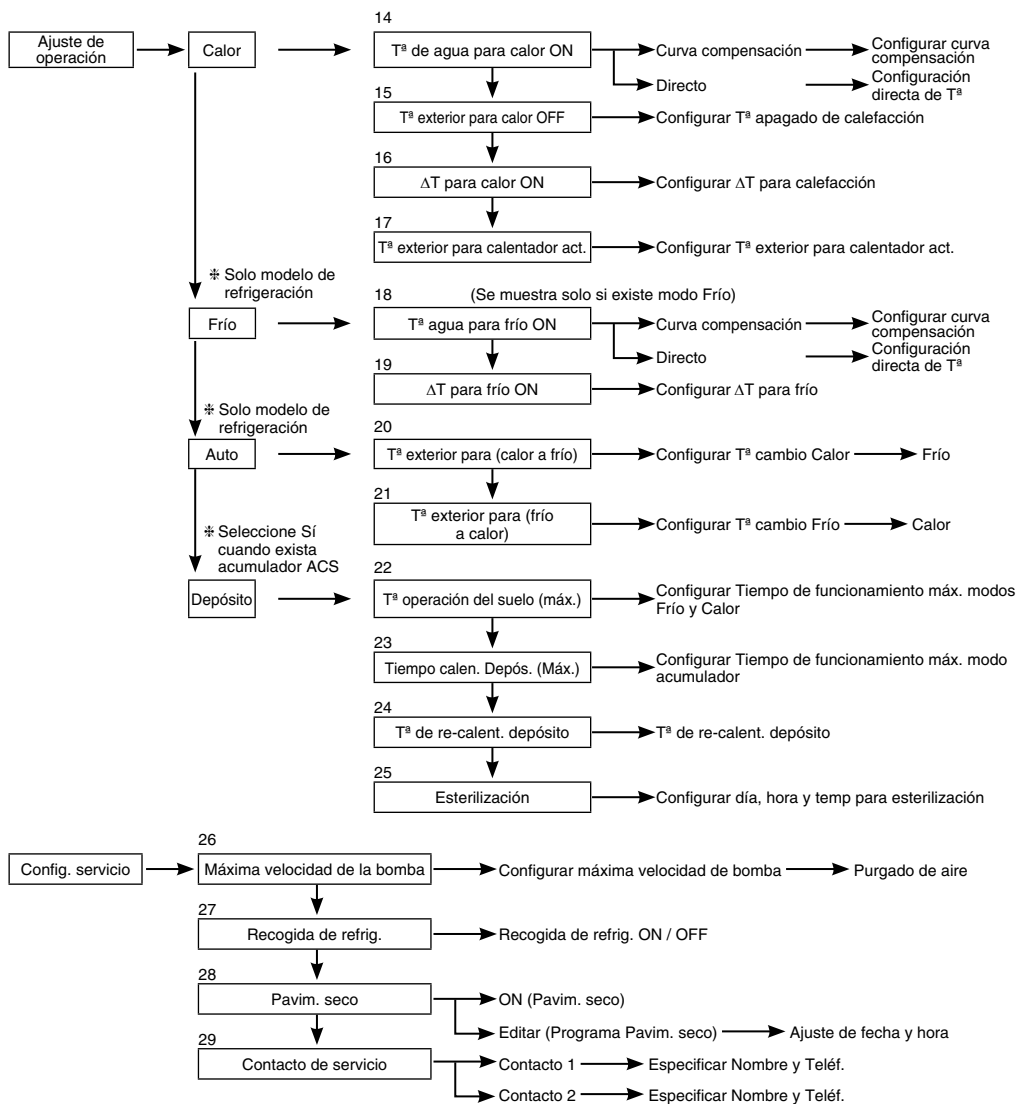 14
Ajuste de
operación
Calor
Tª de agua para calor ON
Curva compensación
Configurar curva
compensación
Directo
Configuración
directa de Tª
15
Tª exterior para calor OFF
Configurar Tª apagado de calefacción
16
ΔT para calor ON
Configurar ΔT para calefacción
17
Tª exterior para calentador act.
Configurar Tª exterior para calentador act.
⁜ Solo modelo de
refrigeración
18
(Se muestra solo si existe modo Frío)
Frío
Tª agua para frío ON
Curva compensación
Configurar curva
compensación
Directo
Configuración
directa de Tª
19
ΔT para frío ON
Configurar ΔT para frío
⁜ Solo modelo de
refrigeración
20
Auto
Tª exterior para (calor a frío)
Configurar Tª cambio Calor
Frío
21
Tª exterior para (frío
a calor)
Configurar Tª cambio Frío
Calor
⁜ Seleccione Sí
cuando exista
acumulador ACS
22
Depósito
Tª operación del suelo (máx.)
Configurar Tiempo de funcionamiento máx. modos
Frío y Calor
23
Tiempo calen. Depós. (Máx.)
Configurar Tiempo de funcionamiento máx. modo
acumulador
24
Tª de re-calent. depósito
Tª de re-calent. depósito
25
Esterilización
Configurar día, hora y temp para esterilización
26
Config. servicio
Máxima velocidad de la bomba
Configurar máxima velocidad de bomba
Purgado de aire
27
Recogida de refrig.
Recogida de refrig. ON / OFF
28
Pavim. seco
ON (Pavim. seco)
Editar (Programa Pavim. seco)
Ajuste de fecha y hora
29
Contacto de servicio
Contacto 1
Especificar Nombre y Teléf.
Contacto 2
Especificar Nombre y Teléf.